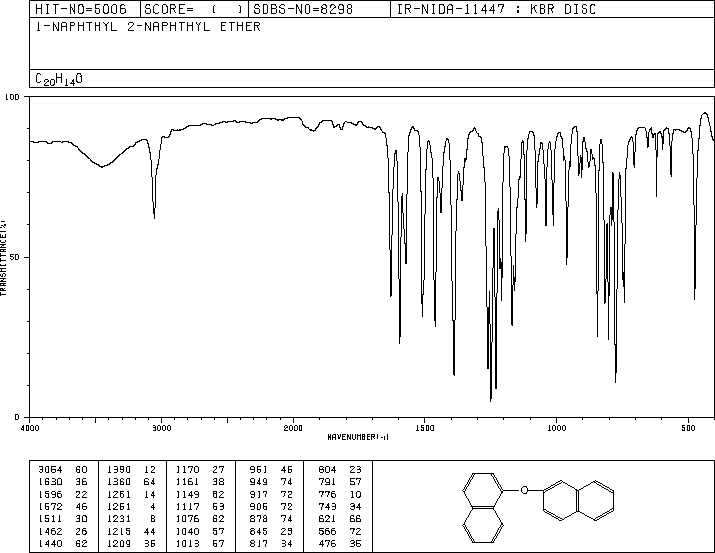 HIT-NO=5006 SCORE= ( ) SDBS-NO=8298 IR-NIDA-11447 : KBR DISC
1-NAPHTHYL 2-NAPHTHYL ETHER
C20H14O
100
50
0
TRANSMITTANCE(%)
4000 3000 2000 1500 1000 500
WAVENUMBER(-1)
3054 60 1390 12 1170 27 961 46 804 23
1630 36 1360 64 1161 38 949 74 791 57
1596 22 1261 14 1149 82 917 72 776 10
1572 46 1251 4 1117 53 906 72 743 34
1511 30 1231 8 1076 62 878 74 621 66
1462 26 1215 44 1040 57 845 25 566 72
1440 62 1209 35 1013 57 817 34 476 35
O